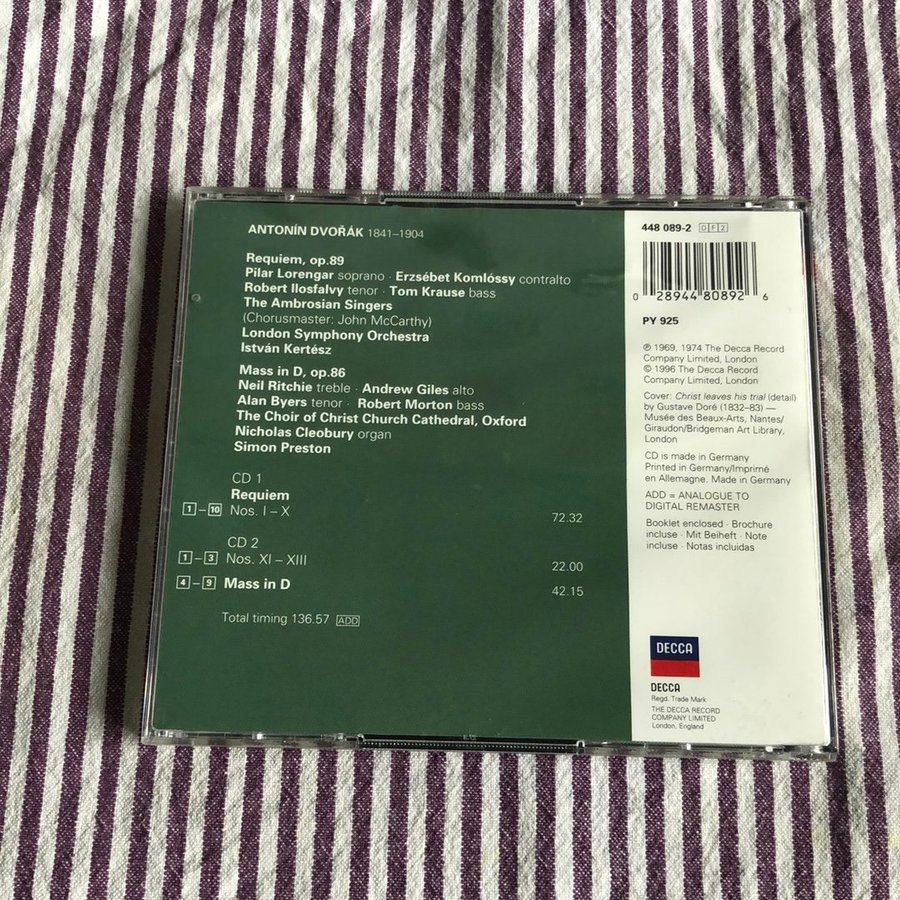 ANTONÍN DVOŘÁK 1841–1904
Requiem, op.89
Pilar Lorengar soprano · Erzsébet Komlóssy contralto
Robert Ilosfalvy tenor · Tom Krause bass
The Ambrosian Singers
(Chorusmaster: John McCarthy)
London Symphony Orchestra
István Kertész
Mass in D, op.86
Neil Ritchie treble · Andrew Giles alto
Alan Byers tenor · Robert Morton bass
The Choir of Christ Church Cathedral, Oxford
Nicholas Cleobury organ
Simon Preston
CD 1
Requiem
1 – 10 Nos. I – X 72.32
CD 2
1 – 3 Nos. XI – XIII 22.00
4 – 9 Mass in D 42.15
Total timing 136.57 ADD
448 089-2 DF2
0 28944 80892 6
PY 925
℗ 1969, 1974 The Decca Record
Company Limited, London
© 1996 The Decca Record
Company Limited, London
Cover: Christ leaves his trial (detail)
by Gustave Doré (1832–83) —
Musée des Beaux-Arts, Nantes/
Giraudon/Bridgeman Art Library,
London
CD is made in Germany
Printed in Germany/Imprimé
en Allemagne. Made in Germany
ADD = ANALOGUE TO
DIGITAL REMASTER
Booklet enclosed · Brochure
incluse · Mit Beiheft · Note
incluse · Notas incluidas
DECCA
DECCA
Regd. Trade Mark
THE DECCA RECORD
COMPANY LIMITED
London, England